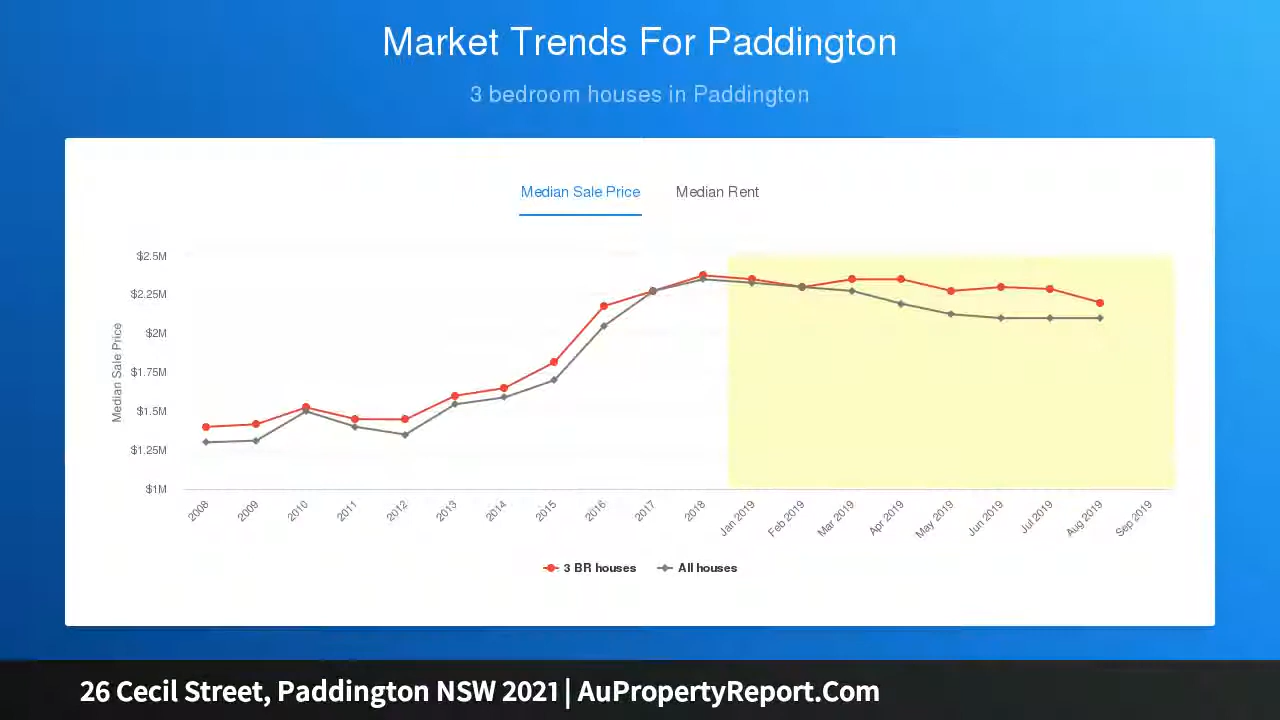 Market Trends For Paddington
3 bedroom houses in Paddington
Median Sale Price Median Rent
$2.5M
$2.25M
$2M
$1.75M
$1.5M
$1.25M
$1M
Median Sale Price
2008 2009 2010 2011 2012 2013 2014 2015 2016 2017 2018 Jan 2019 Feb 2019 Mar 2019 Apr 2019 May 2019 Jun 2019 Jul 2019 Aug 2019 Sep 2019
3 BR houses All houses
26 Cecil Street, Paddington NSW 2021 | AuPropertyReport.Com